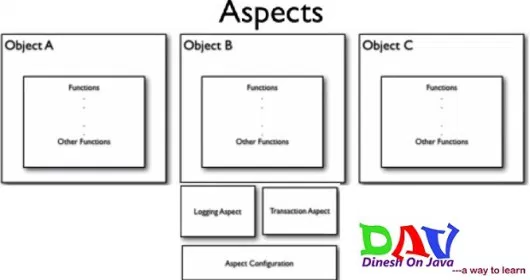 Aspects
Object A
Functions
Other Functions
Object B
Functions
Other Functions
Object C
Functions
Other Functions
Logging Aspect
Transaction Aspect
Aspect Configuration
DAV
Dinesh On Java
---a way to learn